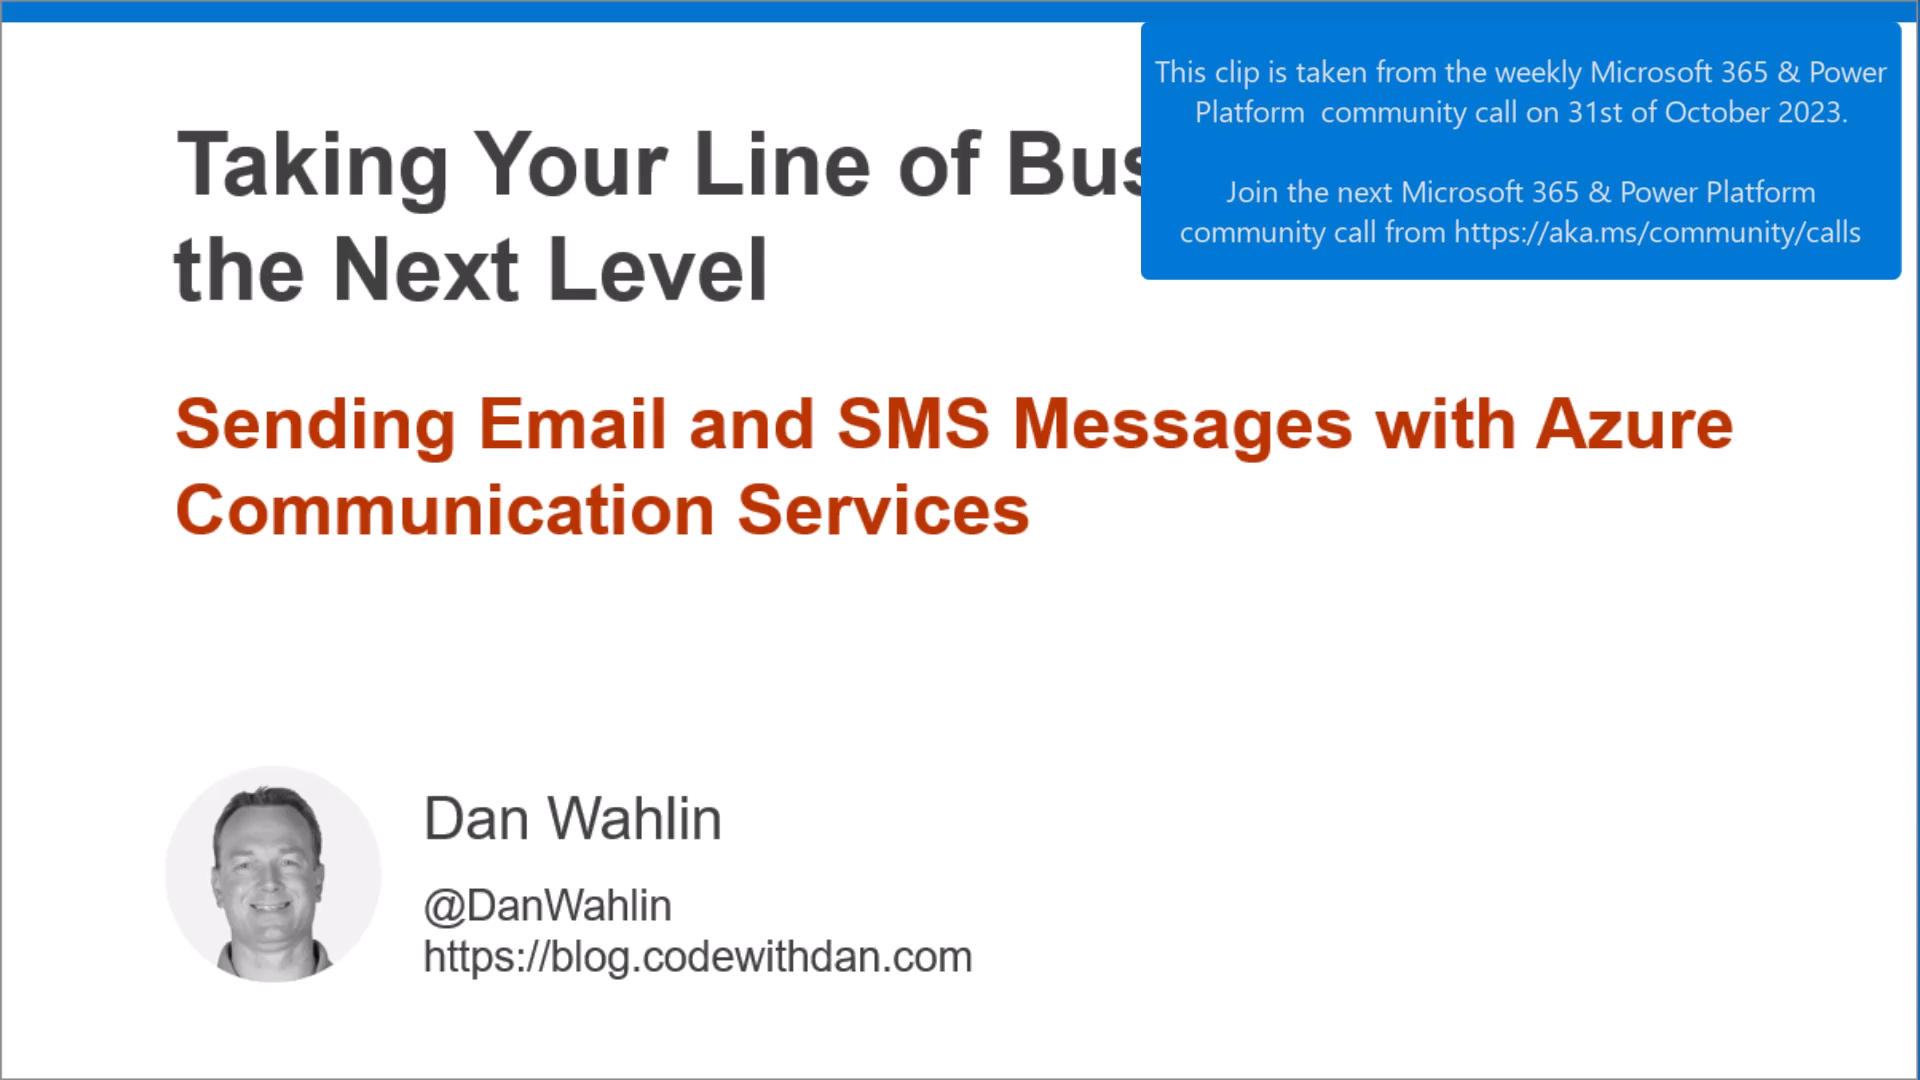 This clip is taken from the weekly Microsoft 365 & Power
Platform  community call on 31st of October 2023.
Join the next Microsoft 365 & Power Platform
community call from https://aka.ms/community/calls
Taking Your Line of
the Next Level
Sending Email and SMS Messages with Azure
Communication Services
Dan Wahlin
@DanWahlin
https://blog.codewithdan.com